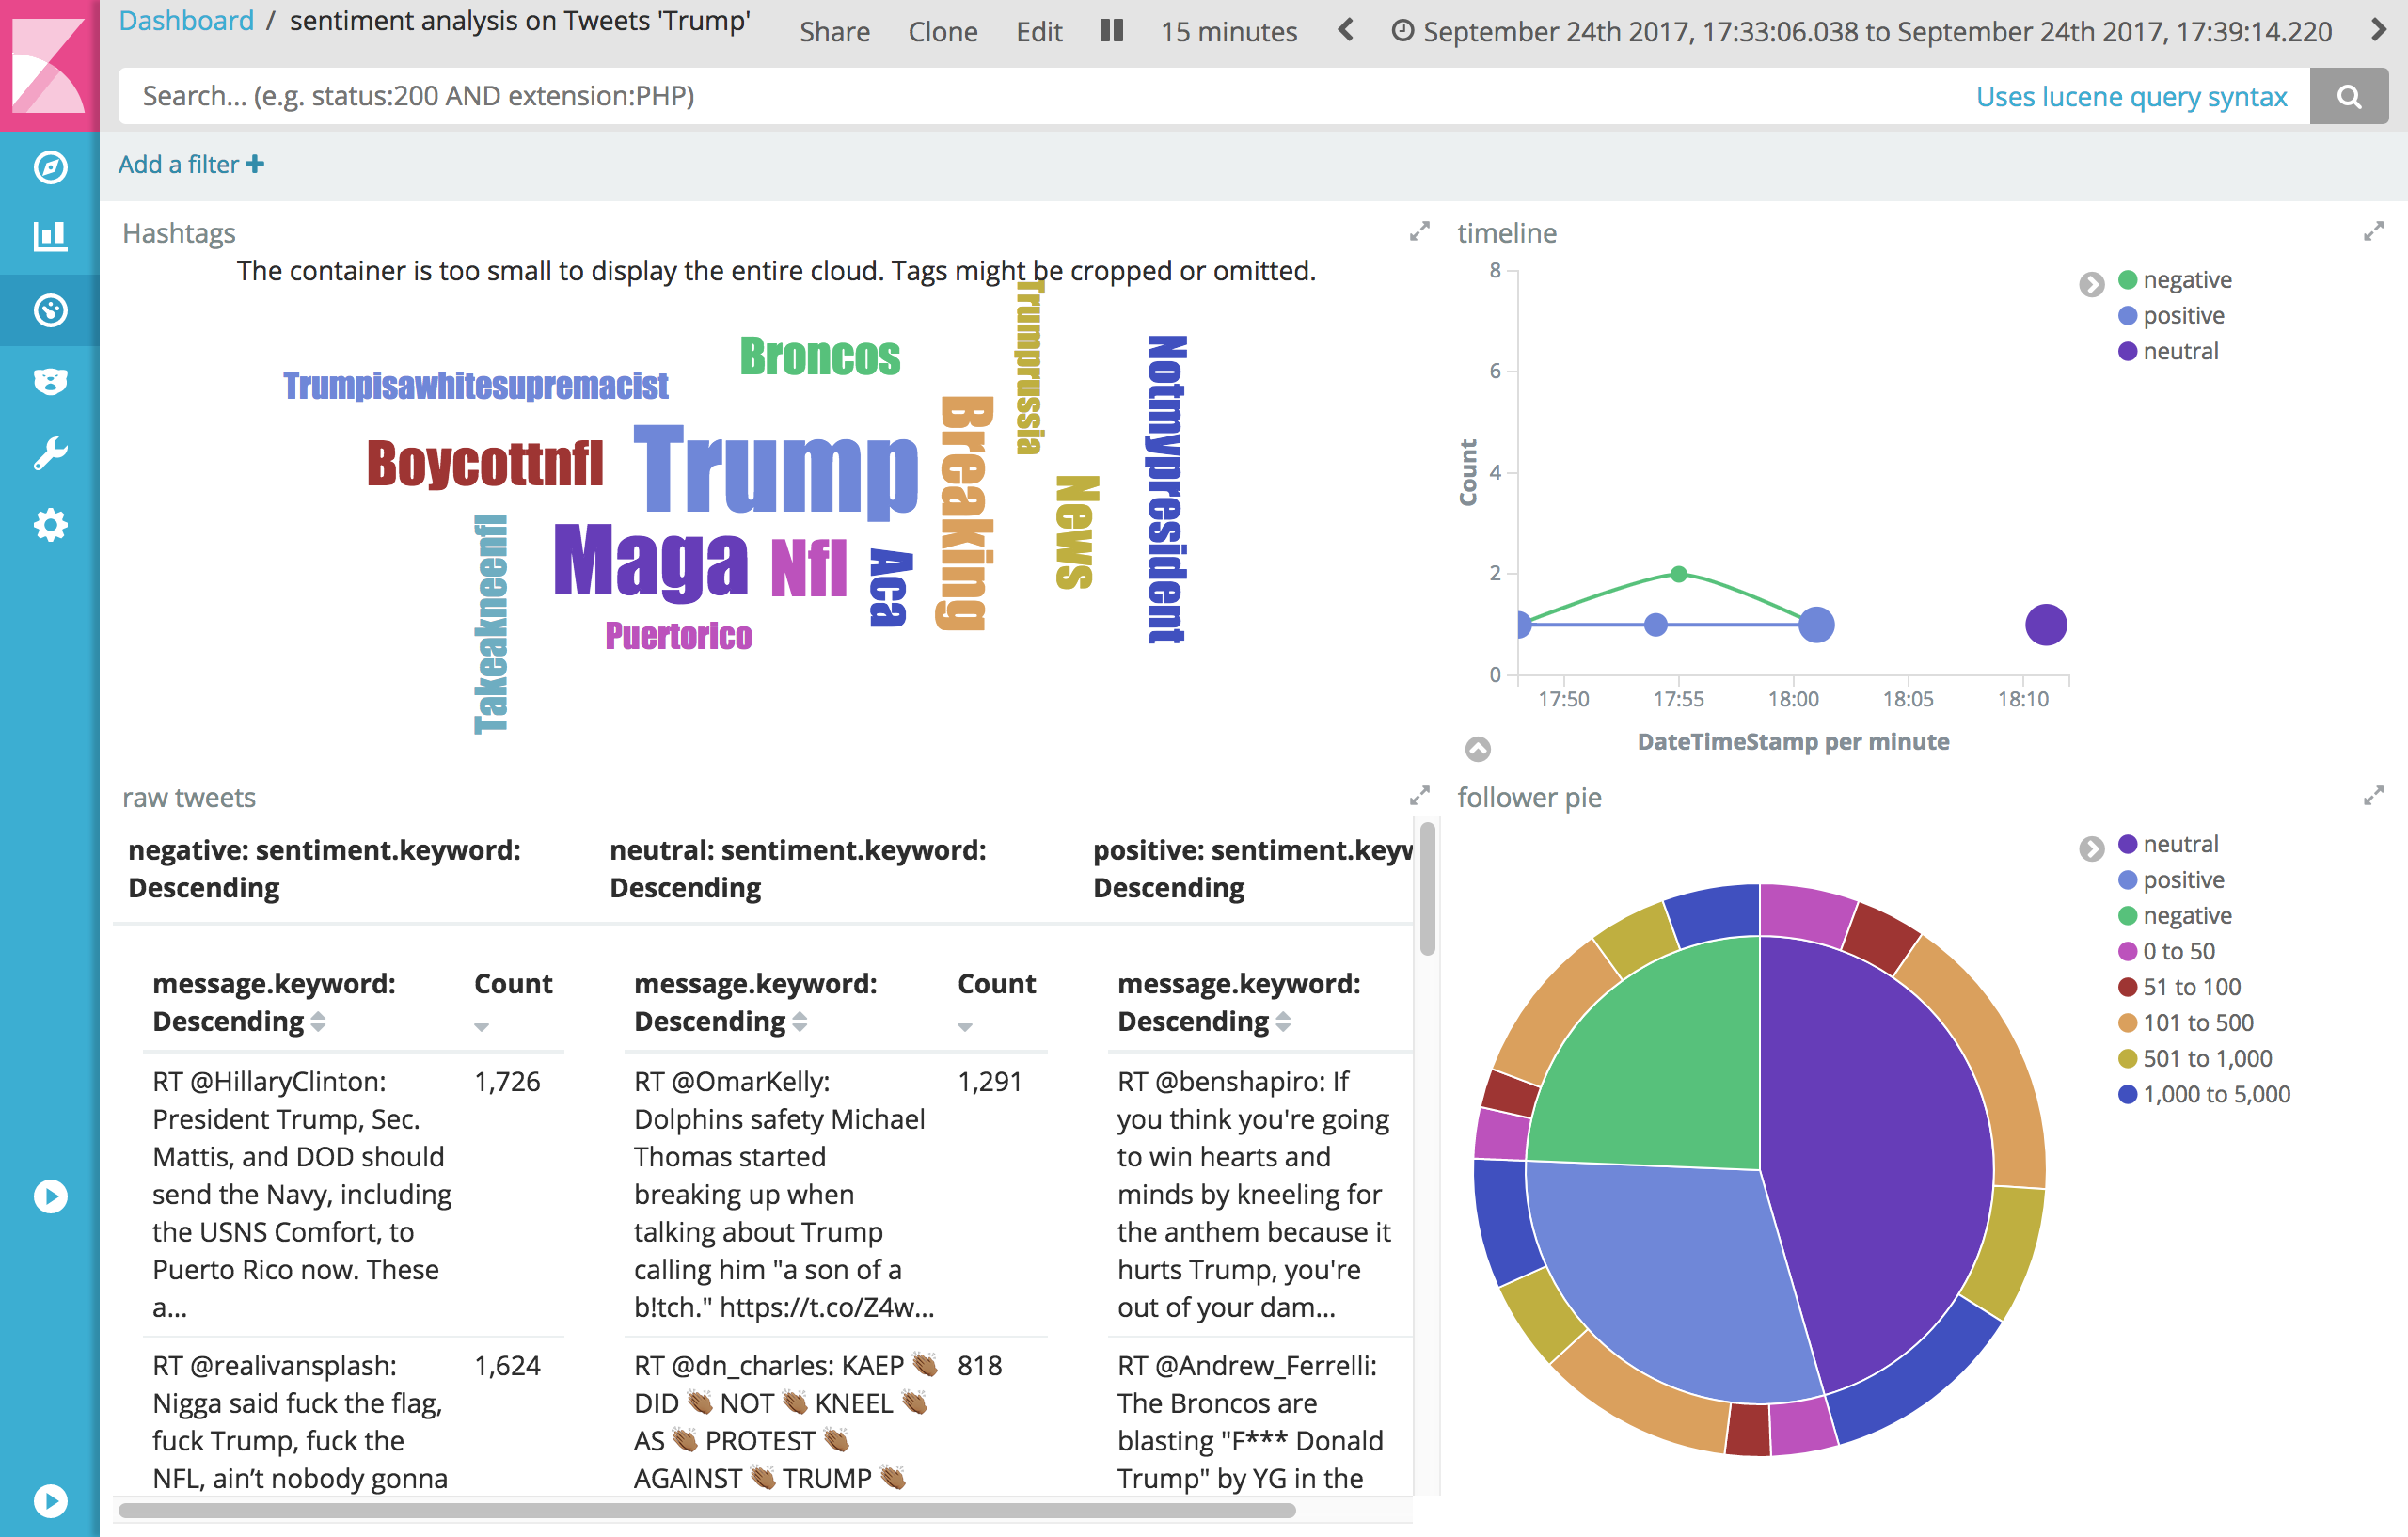 Dashboard / sentiment analysis on Tweets 'Trump'
Share Clone Edit 15 minutes September 24th 2017, 17:33:06.038 to September 24th 2017, 17:39:14.220
Search... (e.g. status:200 AND extension:PHP)
Uses lucene query syntax
Add a filter +
Hashtags
The container is too small to display the entire cloud. Tags might be cropped or omitted.
Trumpprussia
Broncos
Notmypresident
Trumpisawhitesupremacist
Breaking
Boycottnfl
Trump
News
Takeakneenfl
Maga
Nfl
Aca
Puertorico
timeline
8
6
4
2
0
Count
17:50 17:55 18:00 18:05 18:10
DateTimeStamp per minute
negative
positive
neutral
raw tweets
negative: sentiment.keyword:
Descending
message.keyword:
Descending
Count
RT @HillaryClinton:
President Trump, Sec.
Mattis, and DOD should
send the Navy, including
the USNS Comfort, to
Puerto Rico now. These
a...
1,726
RT @realivansplash:
Nigga said fuck the flag,
fuck Trump, fuck the
NFL, ain’t nobody gonna
1,624
neutral: sentiment.keyword:
Descending
message.keyword:
Descending
Count
RT @OmarKelly:
Dolphins safety Michael
Thomas started
breaking up when
talking about Trump
calling him "a son of a
b!tch." https://t.co/Z4w...
1,291
RT @dn_charles: KAEP 👏🏾
DID 👏🏾 NOT 👏🏾 KNEEL 👏🏾
AS 👏🏾 PROTEST 👏🏾
AGAINST 👏🏾 TRUMP 👏🏾
818
positive: sentiment.keyw
Descending
message.keyword:
Descending
RT @benshapiro: If
you think you're going
to win hearts and
minds by kneeling for
the anthem because it
hurts Trump, you're
out of your dam...
RT @Andrew_Ferrelli:
The Broncos are
blasting "F*** Donald
Trump" by YG in the
follower pie
neutral
positive
negative
0 to 50
51 to 100
101 to 500
501 to 1,000
1,000 to 5,000